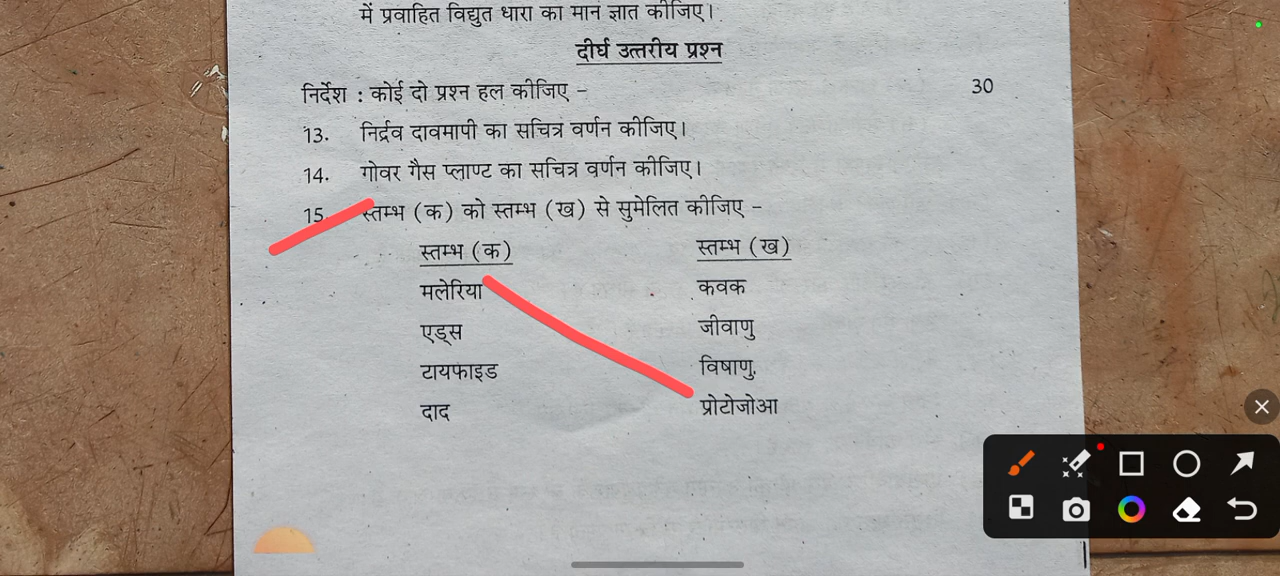 में प्रवाहित विद्युत धारा का मान ज्ञात कीजिए।
दीर्घ उत्तरीय प्रश्न
निर्देश : कोई दो प्रश्न हल कीजिए – 30
13. निर्द्रव दावमापी का सचित्र वर्णन कीजिए।
14. गोवर गैस प्लाण्ट का सचित्र वर्णन कीजिए।
15. स्तम्भ (क) को स्तम्भ (ख) से सुमेलित कीजिए –
स्तम्भ (क) स्तम्भ (ख)
मलेरिया कवक
एड्स जीवाणु
टायफाइड विषाणु.
दाद प्रोटोजोआ